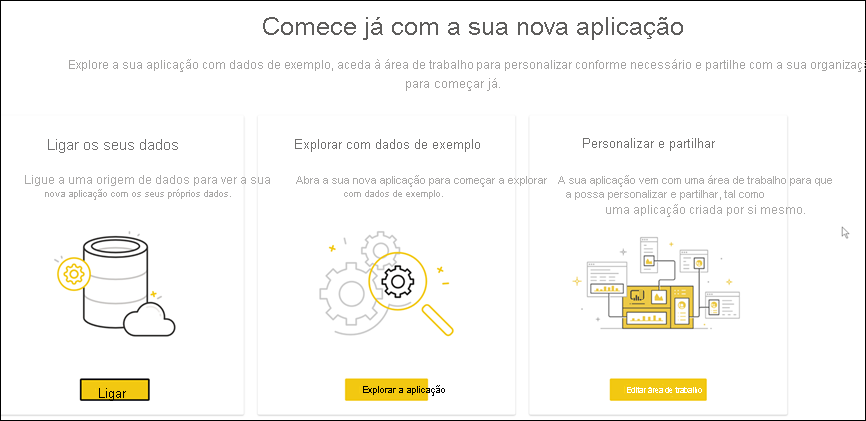 Comece já com a sua nova aplicação
Explore a sua aplicação com dados de exemplo, aceda à área de trabalho para personalizar conforme necessário e partilhe com a sua
para começar já.
Ligar os seus dados
Ligue a uma origem de dados para ver a sua
nova aplicação com os seus próprios dados.
Ligar
Explorar com dados de exemplo
Abra a sua nova aplicação para começar a explorar
com dados de exemplo.
Explorar a aplicação
Personalizar e partilhar
A sua aplicação vem com uma área de trabalho para que
a possa personalizar e partilhar, tal como
uma aplicação criada por si mesmo.
Editar área de trabalho